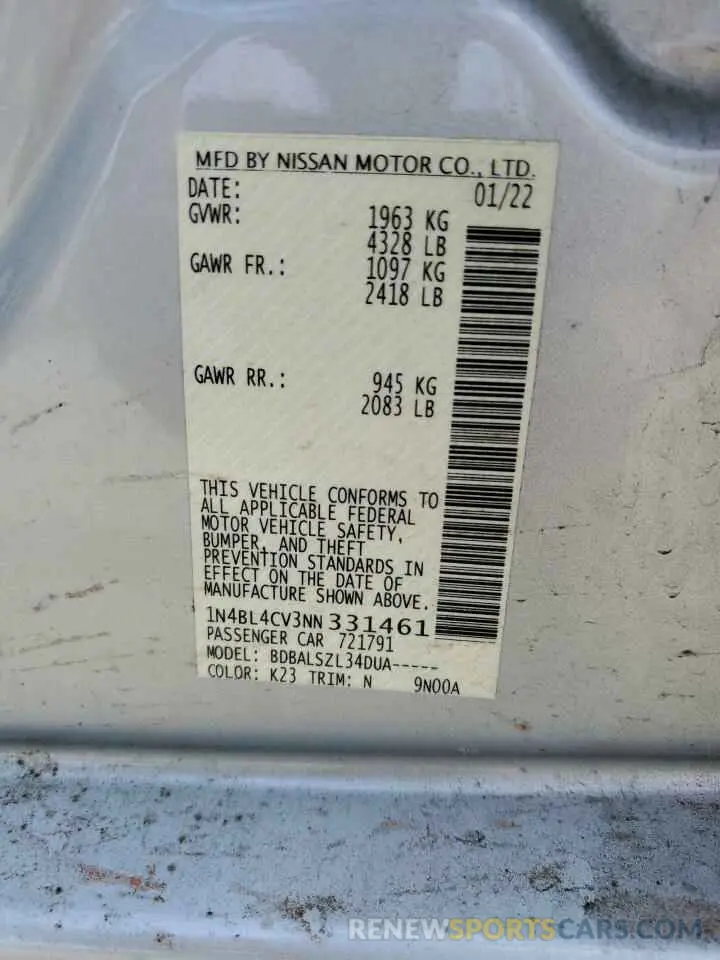 MFD BY NISSAN MOTOR CO., LTD.
DATE: 01/22
GVWR: 1963 KG
4328 LB
GAWR FR.: 1097 KG
2418 LB
GAWR RR.: 945 KG
2083 LB
THIS VEHICLE CONFORMS TO
ALL APPLICABLE FEDERAL
MOTOR VEHICLE SAFETY,
BUMPER, AND THEFT
PREVENTION STANDARDS IN
EFFECT ON THE DATE OF
MANUFACTURE SHOWN ABOVE.
1N4BL4CV3NN 331461
PASSENGER CAR 721791
MODEL: BDBALSZL34DUA-----
COLOR: K23 TRIM: N 9N00A
RENEWSPORTSCARS.COM